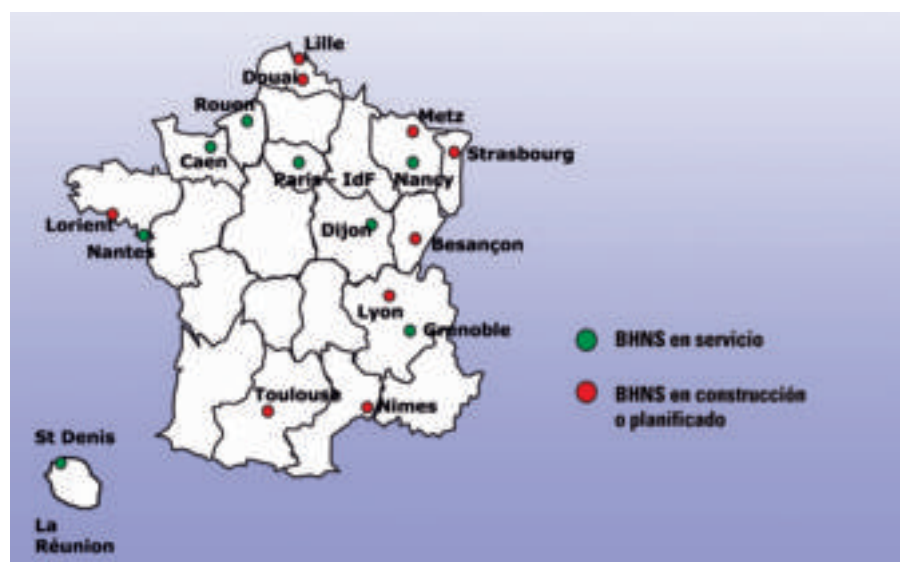 Lille
Douai
Rouen
Metz
Caen
Strasbourg
Paris - IdF
Nancy
Lorient
Dijon
Nantes
Besançon
Lyon
Grenoble
BHNS en servicio
Toulouse
Nimes
BHNS en construcción
o planificado
St Denis
La
Réunion